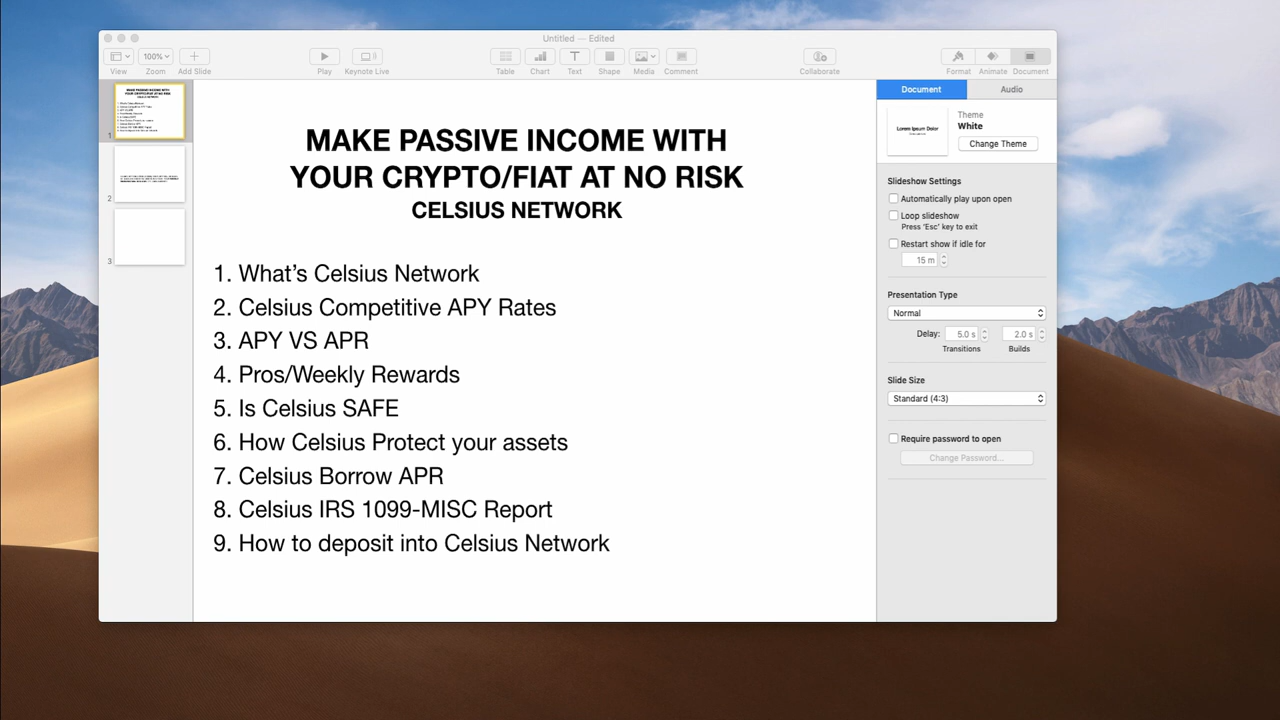 Untitled — Edited
100%
View
Zoom
Add Slide
Play
Keynote Live
Table
Chart
Text
Shape
Media
Comment
Collaborate
Format
Animate
Document
1
2
3
MAKE PASSIVE INCOME WITH
YOUR CRYPTO/FIAT AT NO RISK
CELSIUS NETWORK
1. What's Celsius Network
2. Celsius Competitive APY Rates
3. APY VS APR
4. Pros/Weekly Rewards
5. Is Celsius SAFE
6. How Celsius Protect your assets
7. Celsius Borrow APR
8. Celsius IRS 1099-MISC Report
9. How to deposit into Celsius Network
Document
Audio
Lorem Ipsum Dolor
Theme
White
Change Theme
Slideshow Settings
Automatically play upon open
Loop slideshow
Press 'Esc' key to exit
Restart show if idle for
15 m
Presentation Type
Normal
Delay:
5.0 s
2.0 s
Transitions
Builds
Slide Size
Standard (4:3)
Require password to open
Change Password...